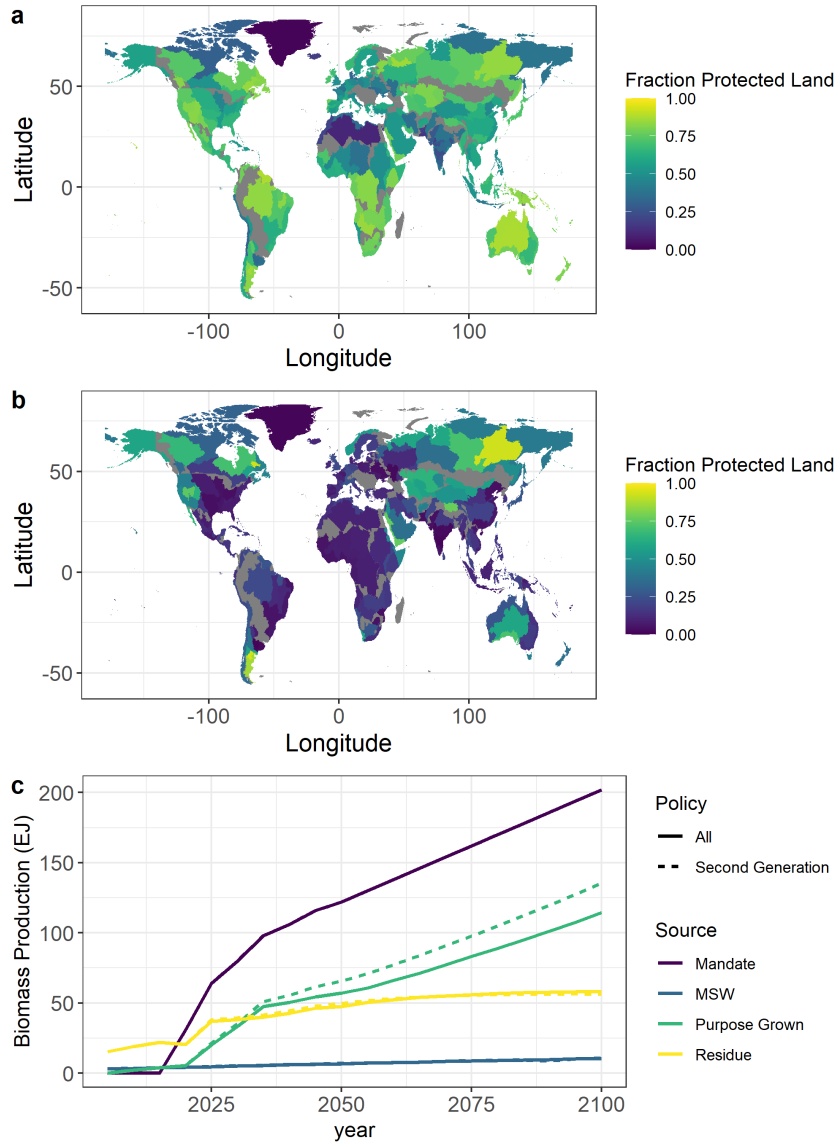 a
Latitude
50
0
-50
-100
0
100
Longitude
Fraction Protected Land
1.00
0.75
0.50
0.25
0.00
b
Latitude
50
0
-50
-100
0
100
Longitude
Fraction Protected Land
1.00
0.75
0.50
0.25
0.00
c
Biomass Production (EJ)
200
150
100
50
0
2025
2050
2075
2100
year
Policy
All
Second Generation
Source
Mandate
MSW
Purpose Grown
Residue